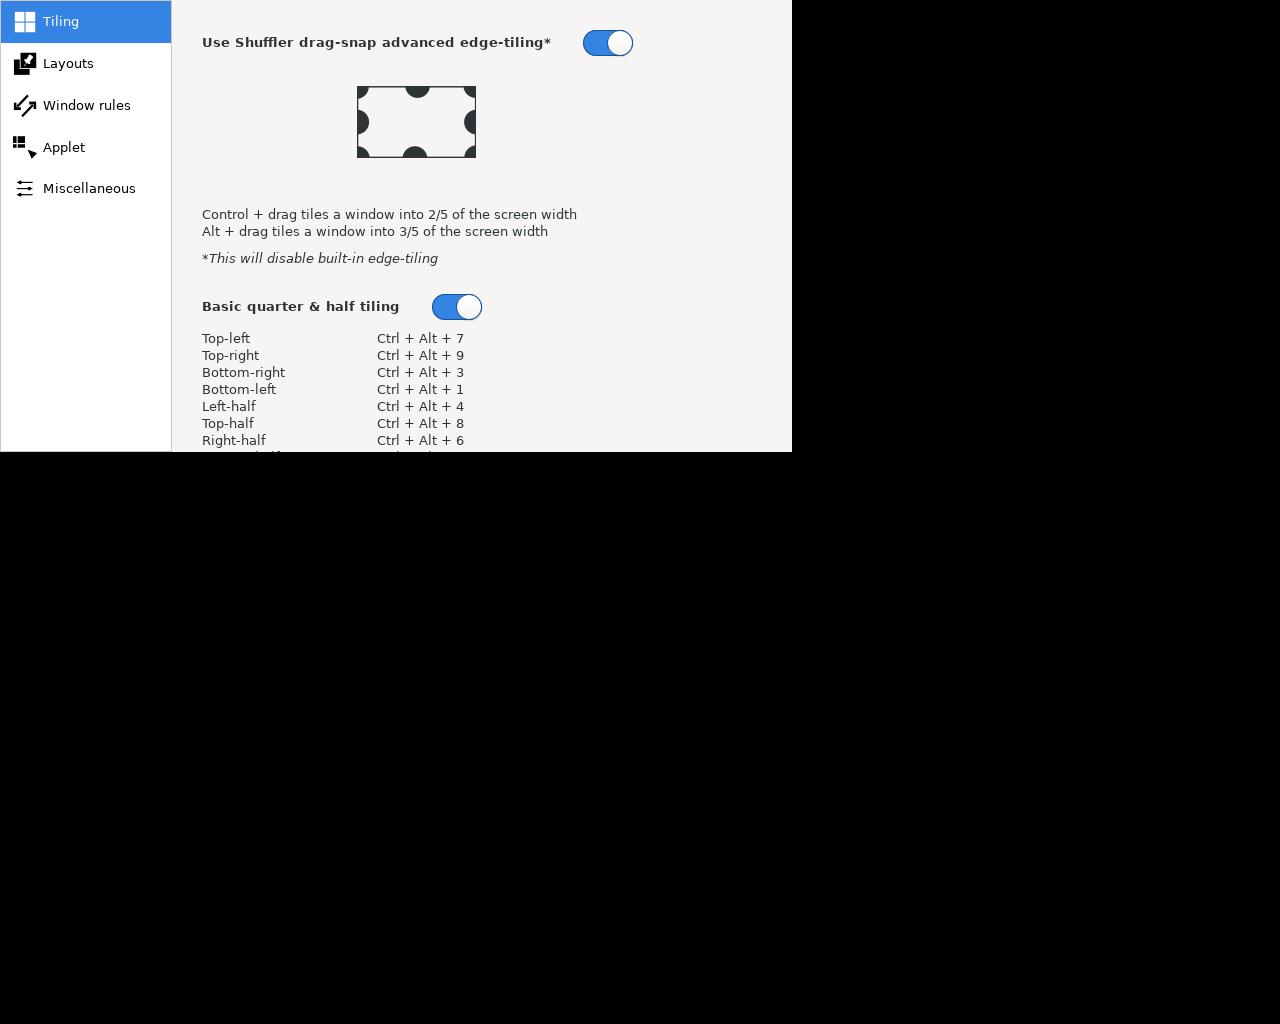 Tiling
Layouts
Window rules
Applet
Miscellaneous
Use Shuffler drag-snap advanced edge-tiling*
Control + drag tiles a window into 2/5 of the screen width
Alt + drag tiles a window into 3/5 of the screen width
*This will disable built-in edge-tiling
Basic quarter & half tiling
Top-left Ctrl + Alt + 7
Top-right Ctrl + Alt + 9
Bottom-right Ctrl + Alt + 3
Bottom-left Ctrl + Alt + 1
Left-half Ctrl + Alt + 4
Top-half Ctrl + Alt + 8
Right-half Ctrl + Alt + 6